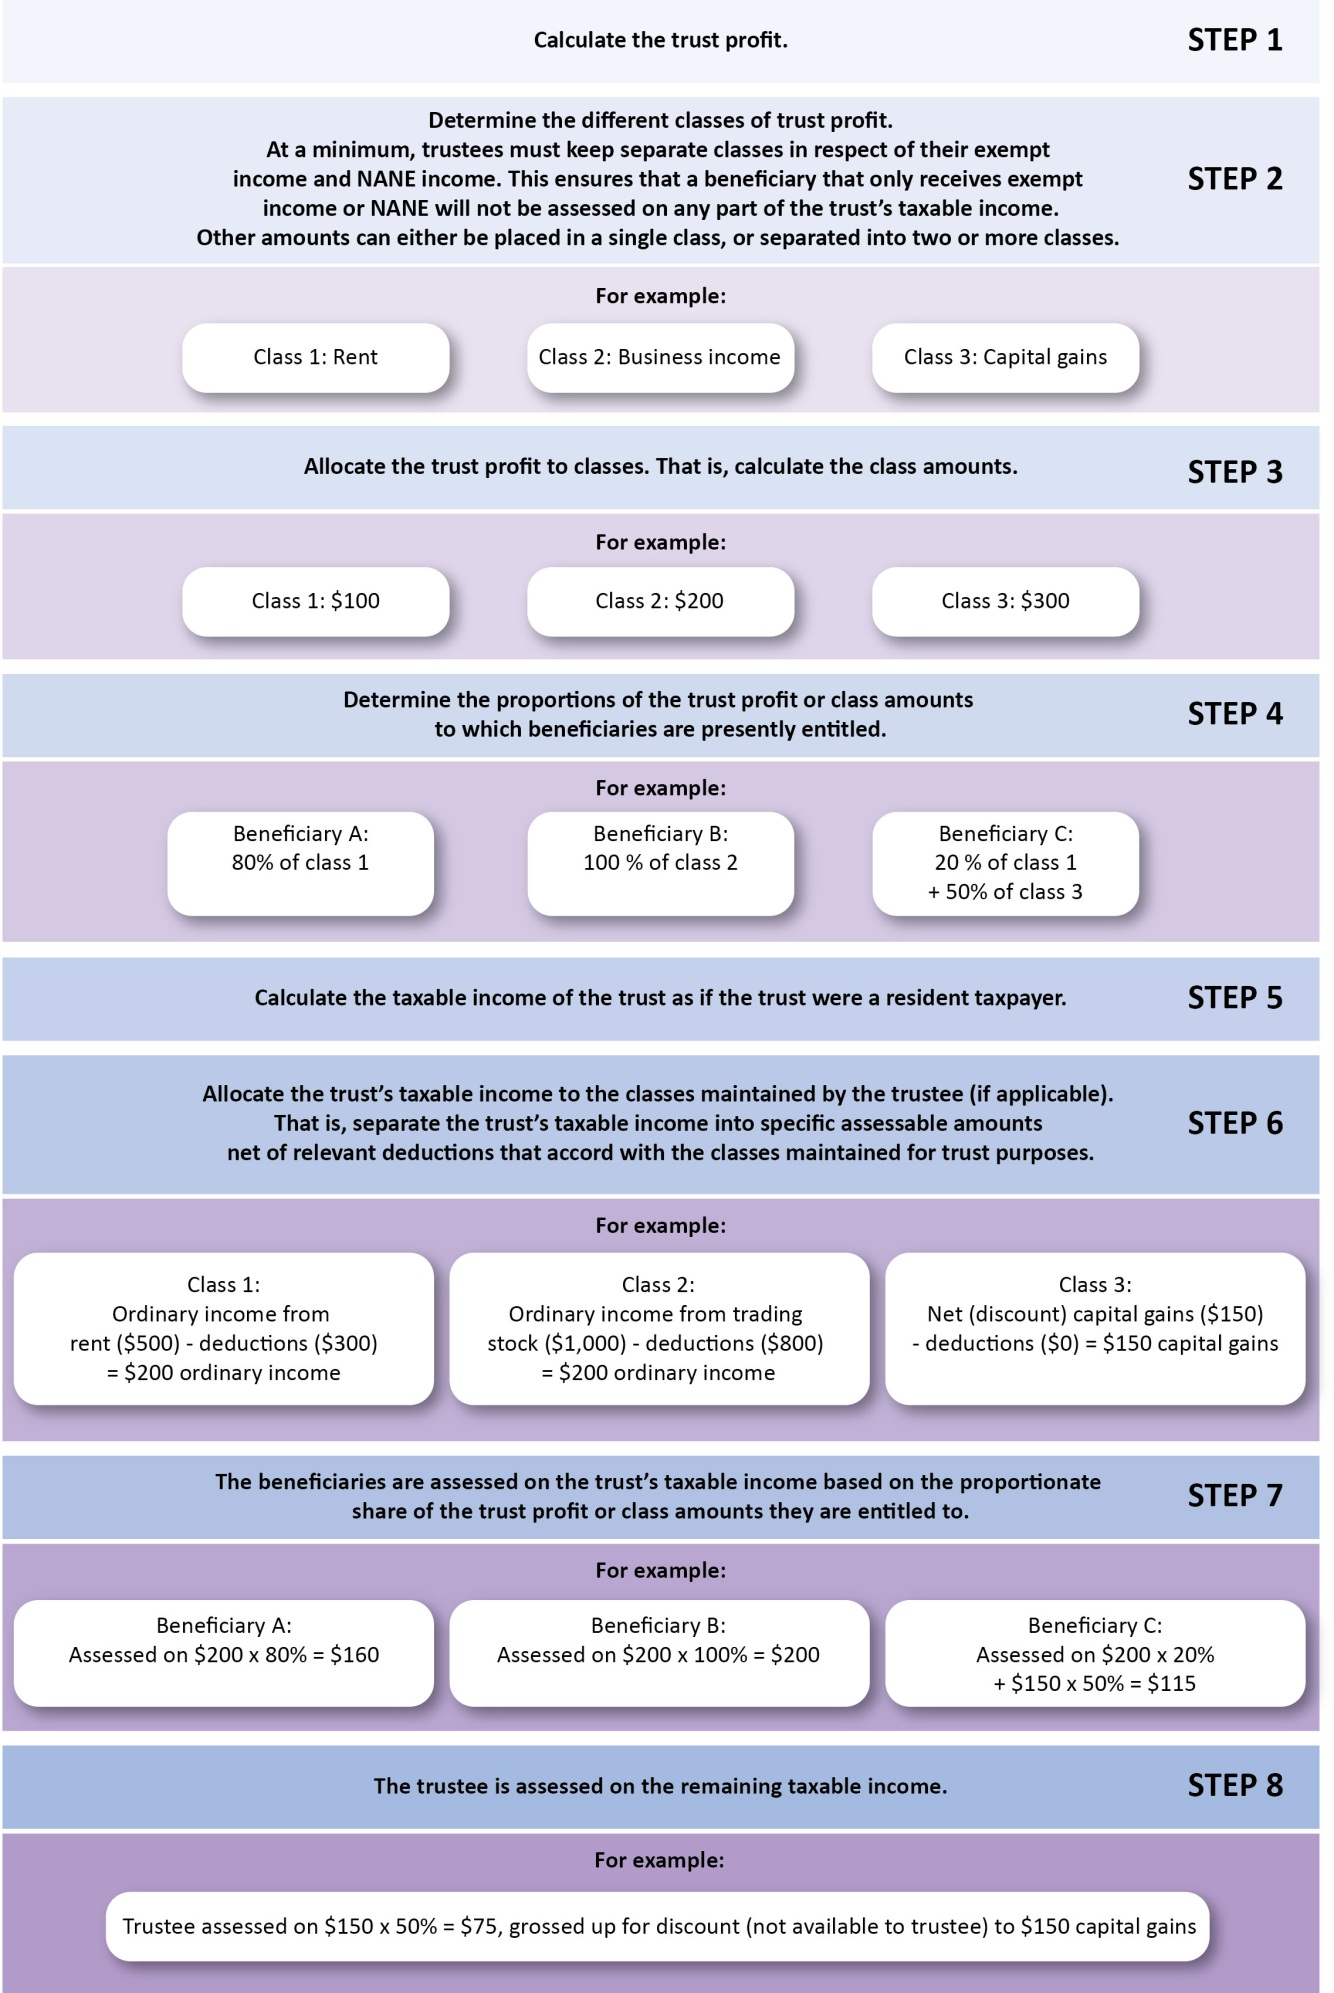 Calculate the trust profit.
STEP 1
Determine the different classes of trust profit.
At a minimum, trustees must keep separate classes in respect of their exempt
income and NANE income. This ensures that a beneficiary that only receives exempt
income or NANE will not be assessed on any part of the trust’s taxable income.
Other amounts can either be placed in a single class, or separated into two or more classes.
STEP 2
For example:
Class 1: Rent
Class 2: Business income
Class 3: Capital gains
Allocate the trust profit to classes. That is, calculate the class amounts.
STEP 3
For example:
Class 1: $100
Class 2: $200
Class 3: $300
Determine the proportions of the trust profit or class amounts
to which beneficiaries are presently entitled.
STEP 4
For example:
Beneficiary A:
80% of class 1
Beneficiary B:
100 % of class 2
Beneficiary C:
20 % of class 1
+ 50% of class 3
Calculate the taxable income of the trust as if the trust were a resident taxpayer.
STEP 5
Allocate the trust’s taxable income to the classes maintained by the trustee (if applicable).
That is, separate the trust’s taxable income into specific assessable amounts
net of relevant deductions that accord with the classes maintained for trust purposes.
STEP 6
For example:
Class 1:
Ordinary income from
rent ($500) - deductions ($300)
= $200 ordinary income
Class 2:
Ordinary income from trading
stock ($1,000) - deductions ($800)
= $200 ordinary income
Class 3:
Net (discount) capital gains ($150)
- deductions ($0) = $150 capital gains
The beneficiaries are assessed on the trust’s taxable income based on the proportionate
share of the trust profit or class amounts they are entitled to.
STEP 7
For example:
Beneficiary A:
Assessed on $200 x 80% = $160
Beneficiary B:
Assessed on $200 x 100% = $200
Beneficiary C:
Assessed on $200 x 20%
+ $150 x 50% = $115
The trustee is assessed on the remaining taxable income.
STEP 8
For example:
Trustee assessed on $150 x 50% = $75, grossed up for discount (not available to trustee) to $150 capital gains